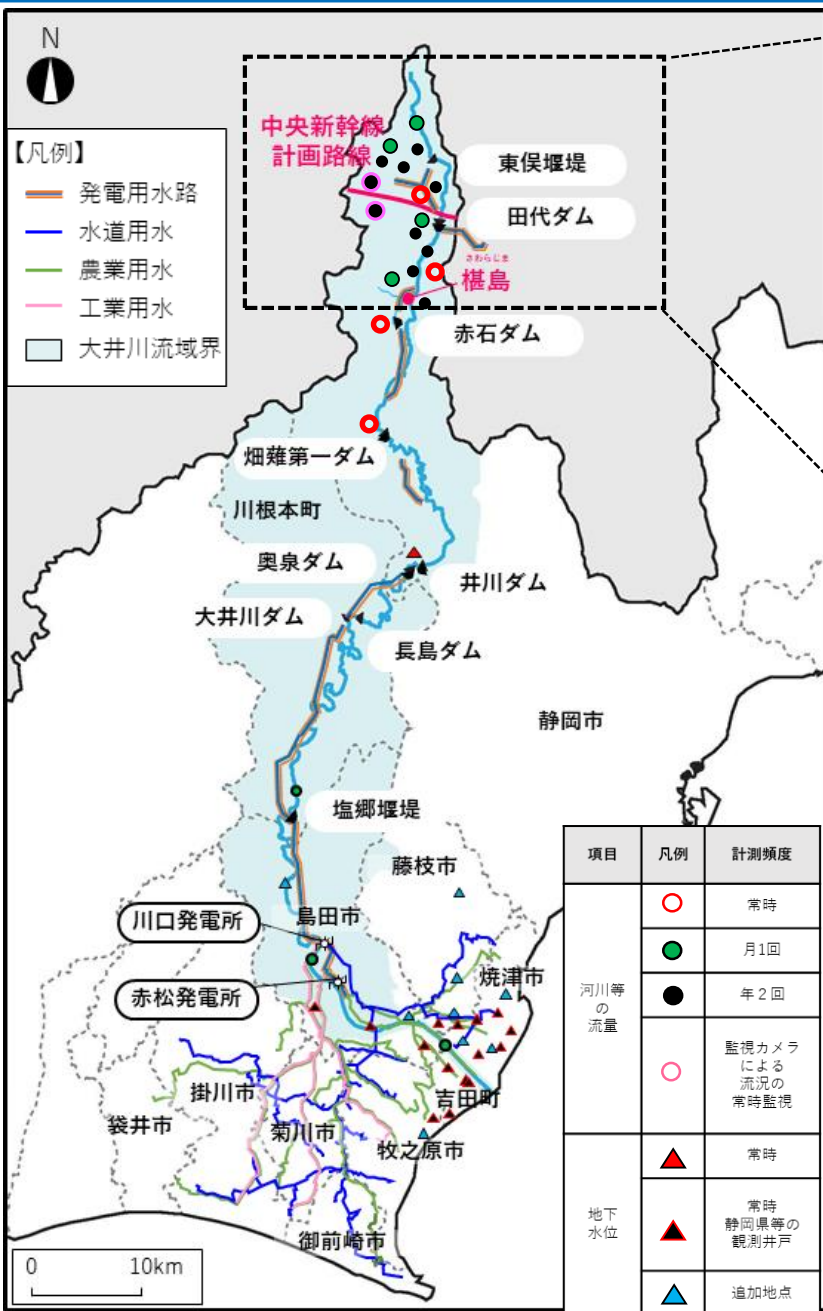 N
【凡例】
発電用水路
水道用水
農業用水
工業用水
大井川流域界
中央新幹線
計画路線
東俣堰堤
田代ダム
さわらじま
椹島
赤石ダム
畑薙第一ダム
川根本町
奥泉ダム
井川ダム
大井川ダム
長島ダム
静岡市
塩郷堰堤
藤枝市
島田市
川口発電所
焼津市
赤松発電所
掛川市
吉田町
袋井市
菊川市
牧之原市
御前崎市
0 10km
項目 凡例 計測頻度
河川等
の
流量
常時
月1回
年2回
監視カメラ
による
流況の
常時監視
地下
水位
常時
常時
静岡県等の
観測井戸
追加地点